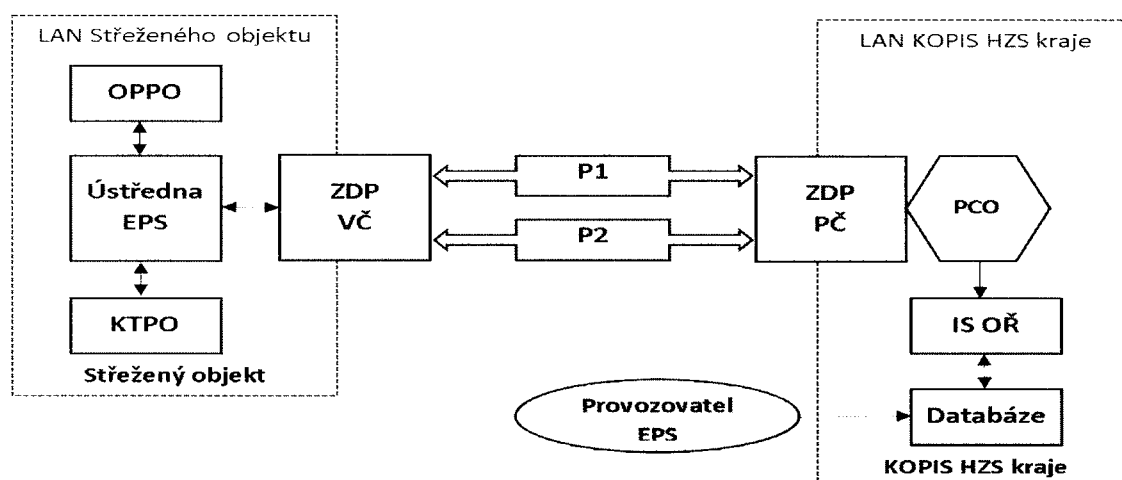 LAN Střeženého objektu
OPPO
Ústředna
EPS
KTPO
Střežený objekt
ZDP
VČ
P1
P2
LAN KOPIS HZS kraje
ZDP
PČ
PCO
IS OŘ
Databáze
KOPIS HZS kraje
Provozovatel
EPS